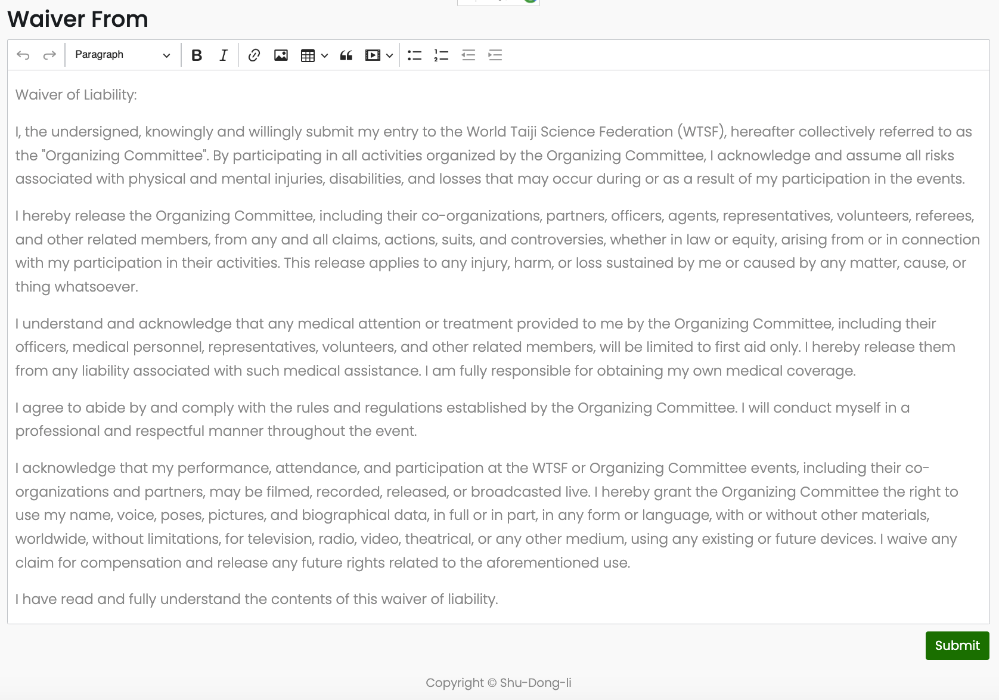 Waiver From
Paragraph
B I
Waiver of Liability:
I, the undersigned, knowingly and willingly submit my entry to the World Taiji Science Federation (WTSF), hereafter collectively referred to as
the "Organizing Committee". By participating in all activities organized by the Organizing Committee, I acknowledge and assume all risks
associated with physical and mental injuries, disabilities, and losses that may occur during or as a result of my participation in the events.
I hereby release the Organizing Committee, including their co-organizations, partners, officers, agents, representatives, volunteers, referees,
and other related members, from any and all claims, actions, suits, and controversies, whether in law or equity, arising from or in connection
with my participation in their activities. This release applies to any injury, harm, or loss sustained by me or caused by any matter, cause, or
thing whatsoever.
I understand and acknowledge that any medical attention or treatment provided to me by the Organizing Committee, including their
officers, medical personnel, representatives, volunteers, and other related members, will be limited to first aid only. I hereby release them
from any liability associated with such medical assistance. I am fully responsible for obtaining my own medical coverage.
I agree to abide by and comply with the rules and regulations established by the Organizing Committee. I will conduct myself in a
professional and respectful manner throughout the event.
I acknowledge that my performance, attendance, and participation at the WTSF or Organizing Committee events, including their co-
organizations and partners, may be filmed, recorded, released, or broadcasted live. I hereby grant the Organizing Committee the right to
use my name, voice, poses, pictures, and biographical data, in full or in part, in any form or language, with or without other materials,
worldwide, without limitations, for television, radio, video, theatrical, or any other medium, using any existing or future devices. I waive any
claim for compensation and release any future rights related to the aforementioned use.
I have read and fully understand the contents of this waiver of liability.
Submit
Copyright © Shu-Dong-li